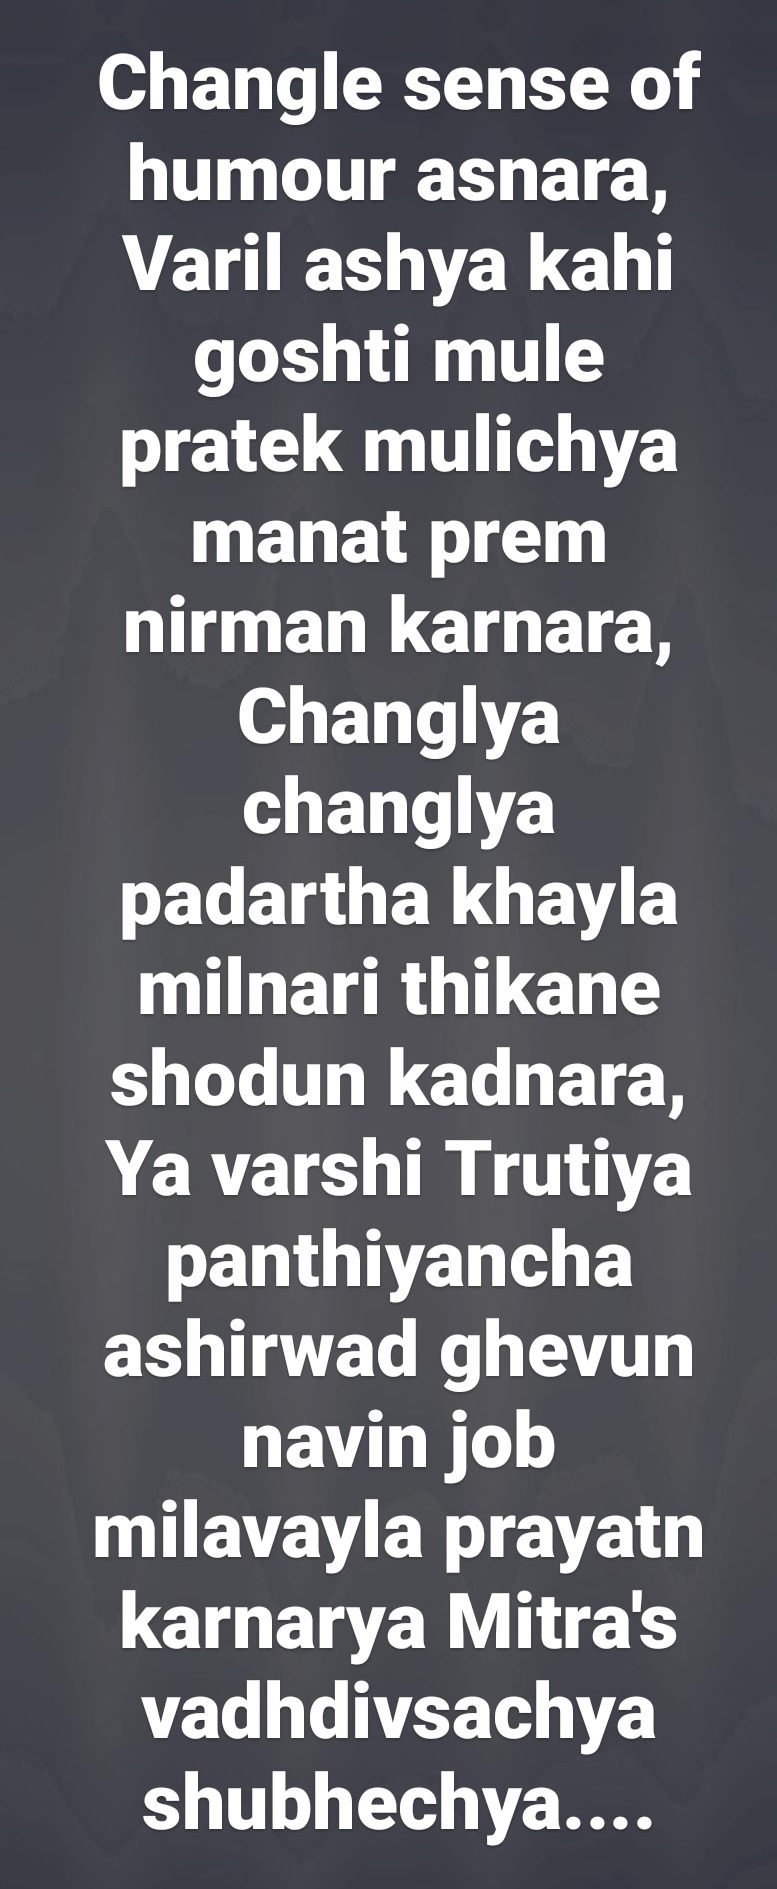 Changle sense of
humour asnara,
Varil ashya kahi
goshti mule
pratek mulichya
manat prem
nirman karnara,
Changlya
changlya
padartha khayla
milnari thikane
shodun kadnara,
Ya varshi Trutiya
panthiyancha
ashirwad ghevun
navin job
milavayla prayatn
karnarya Mitra's
vadhdivsachya
shubhechya....